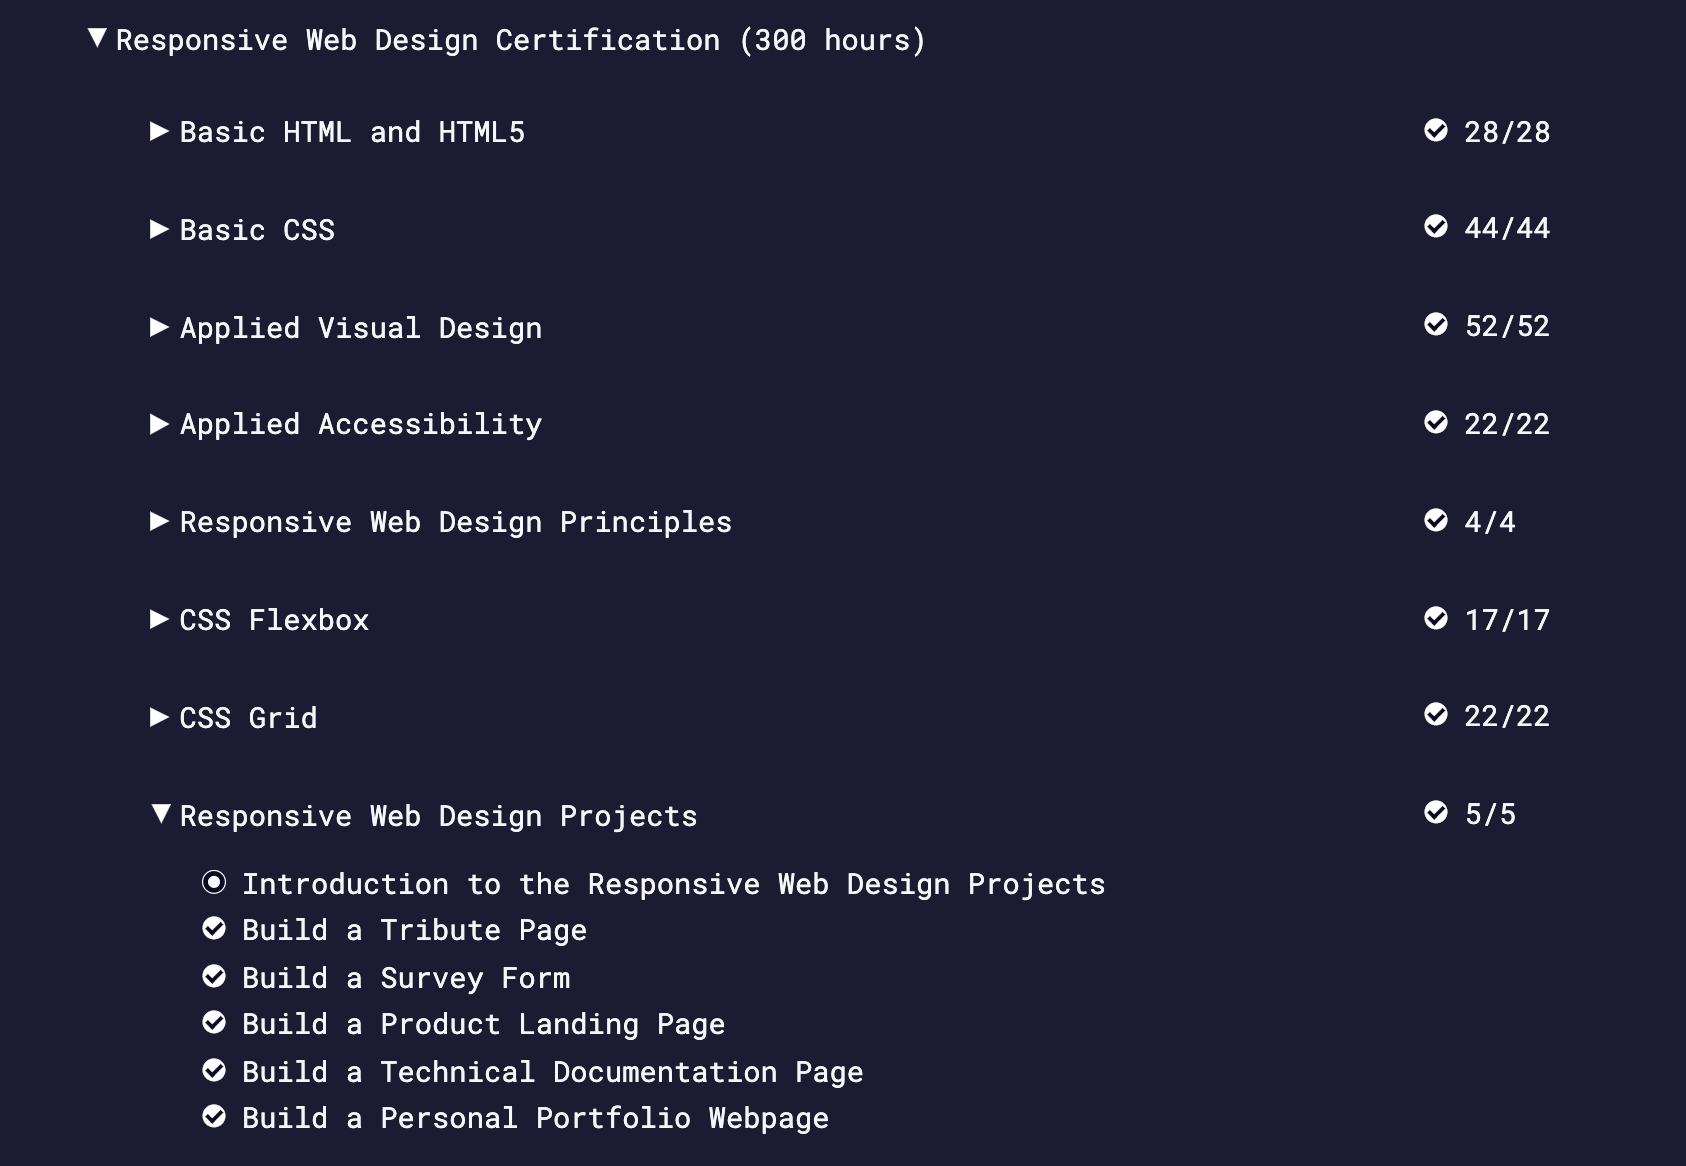 Responsive Web Design Certification (300 hours)
Basic HTML and HTML5 28/28
Basic CSS 44/44
Applied Visual Design 52/52
Applied Accessibility 22/22
Responsive Web Design Principles 4/4
CSS Flexbox 17/17
CSS Grid 22/22
Responsive Web Design Projects 5/5
Introduction to the Responsive Web Design Projects
Build a Tribute Page
Build a Survey Form
Build a Product Landing Page
Build a Technical Documentation Page
Build a Personal Portfolio Webpage